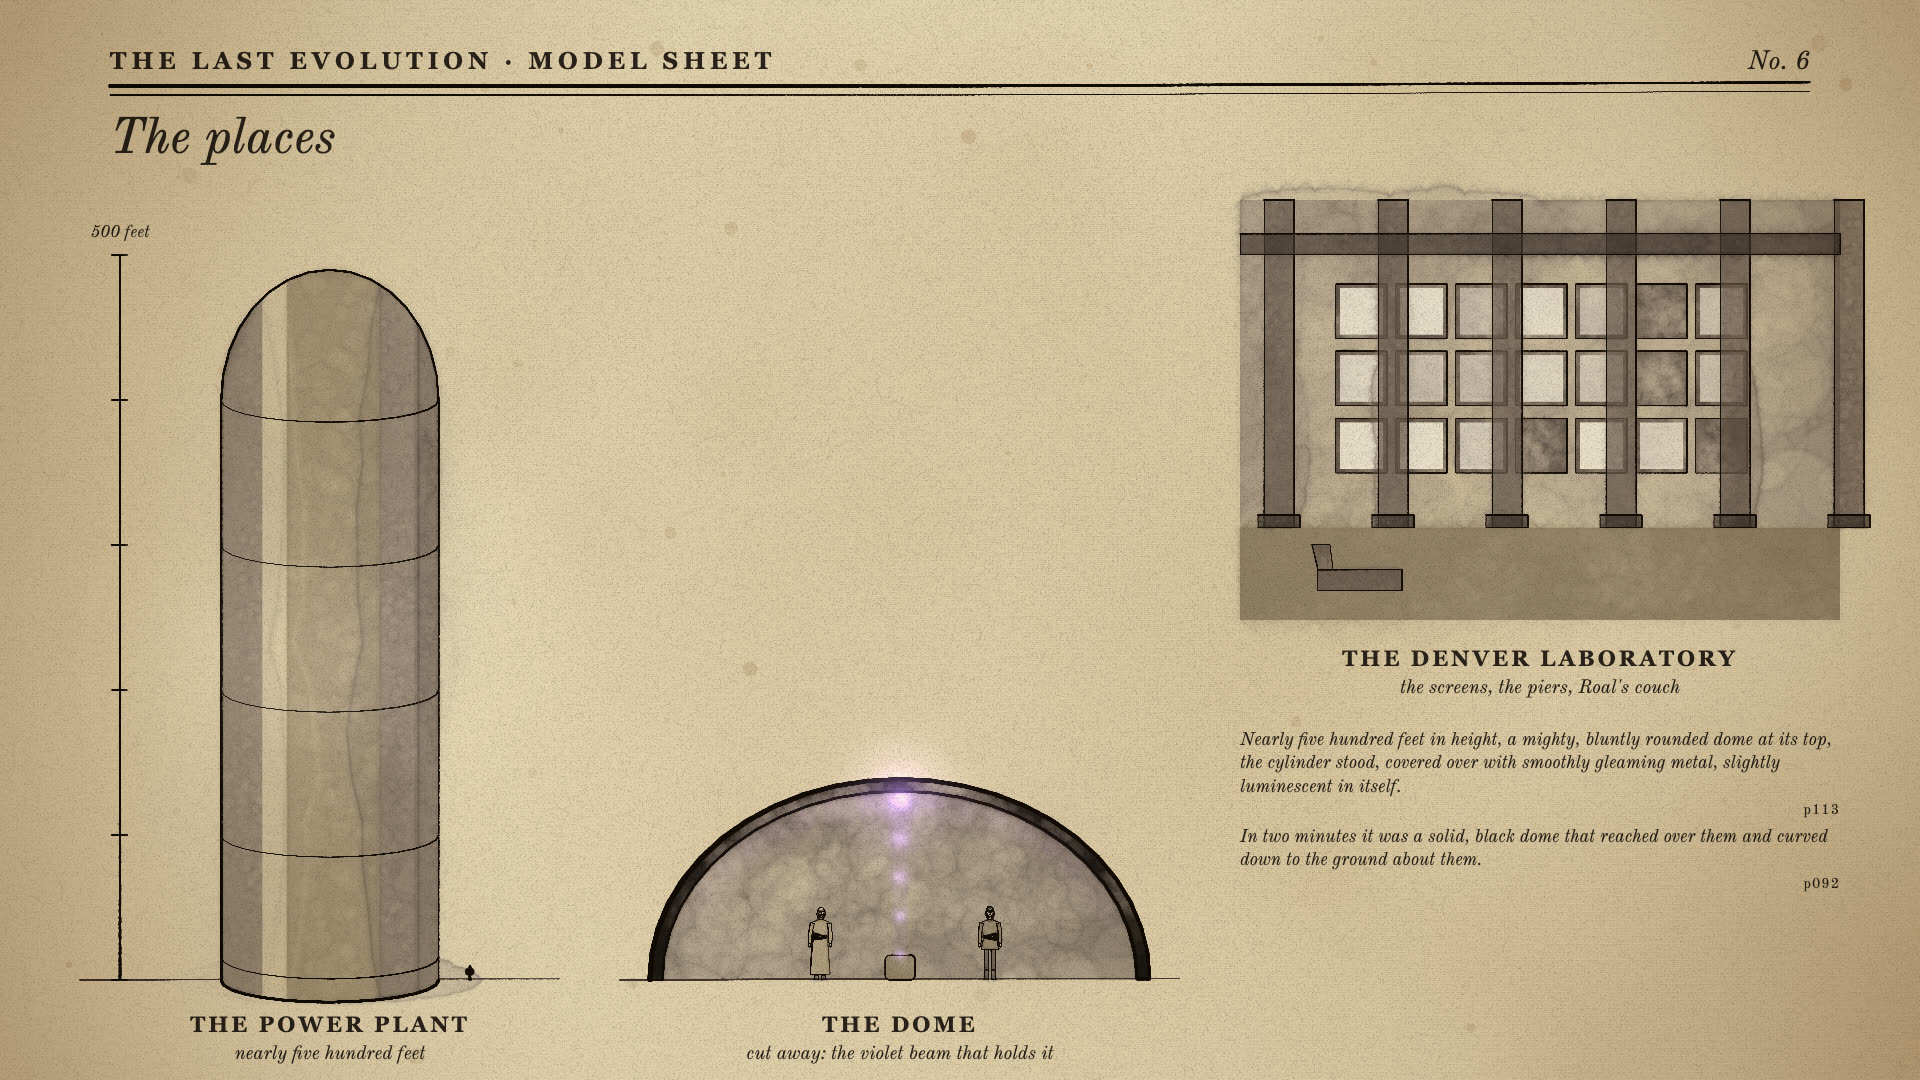 THE LAST EVOLUTION · MODEL SHEET
No. 6
The places
500 feet
THE POWER PLANT
nearly five hundred feet
THE DOME
cut away: the violet beam that holds it
THE DENVER LABORATORY
the screens, the piers, Roal's couch
Nearly five hundred feet in height, a mighty, bluntly rounded dome at its top,
the cylinder stood, covered over with smoothly gleaming metal, slightly
luminescent in itself.
p113
In two minutes it was a solid, black dome that reached over them and curved
down to the ground about them.
p092